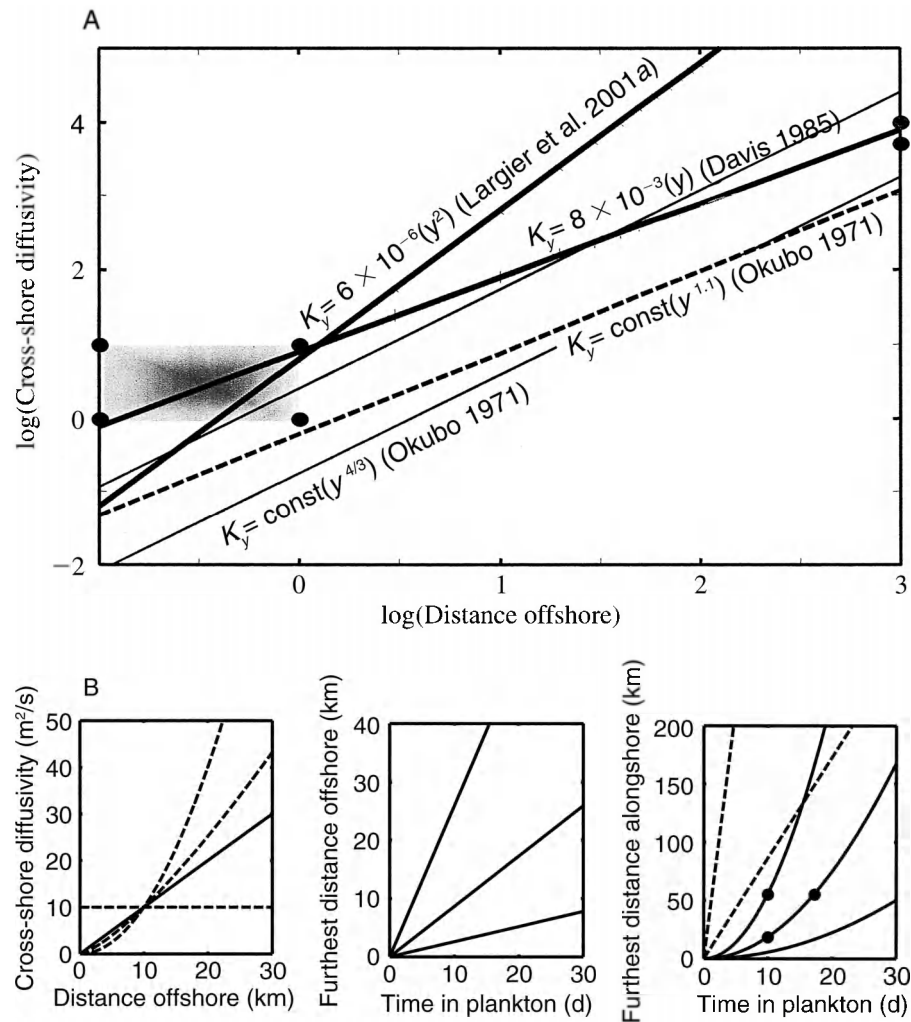 A
log(Cross-shore diffusivity)
4
2
0
−2
K_y= 6 × 10⁻⁶(y²) (Largier et al. 2001a)
K_y= 8 × 10⁻³(y) (Davis 1985)
K_y= const(y^1.1) (Okubo 1971)
K_y= const(y^4/3) (Okubo 1971)
0 1 2 3
log(Distance offshore)
B
Cross-shore diffusivity (m²/s)
50
40
30
20
10
0
0 10 20 30
Distance offshore (km)
Furthest distance offshore (km)
40
30
20
10
0
0 10 20 30
Time in plankton (d)
Furthest distance alongshore (km)
200
150
100
50
0
0 10 20 30
Time in plankton (d)